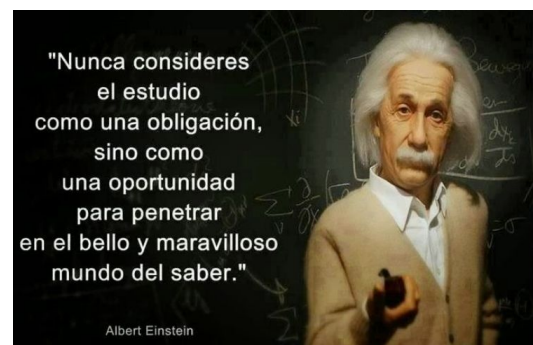 "Nunca consideres
el estudio
como una obligación,
sino como
una oportunidad
para penetrar
en el bello y maravilloso
mundo del saber."
Albert Einstein